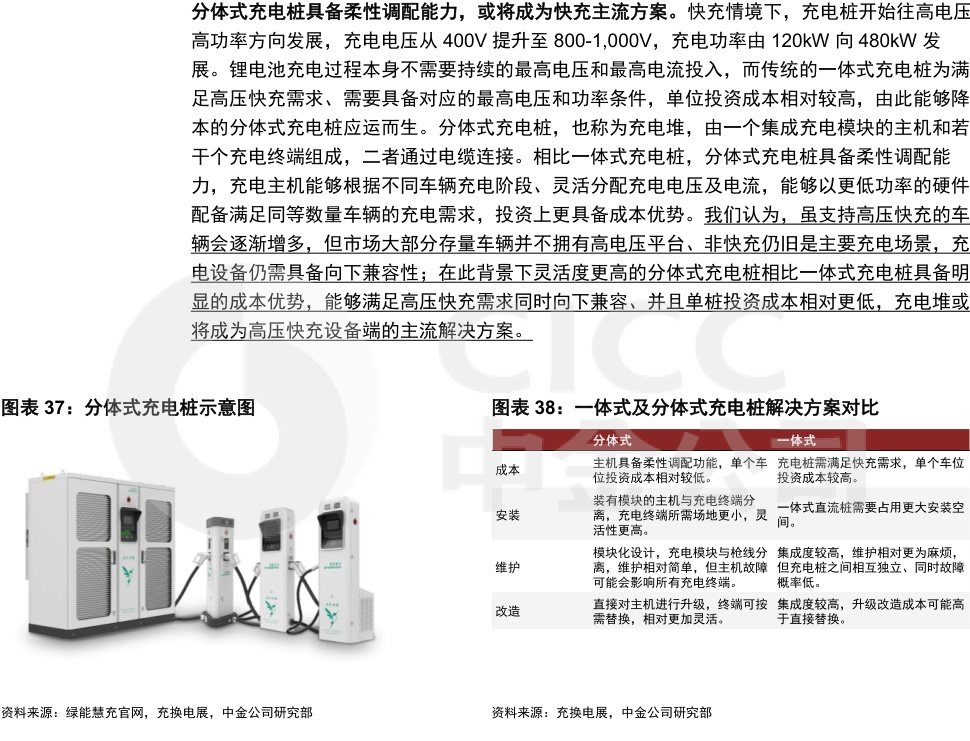 分体式充电桩具备柔性调配能力，或将成为快充主流方案。快充情境下，充电桩开始往高电压
高功率方向发展，充电电压从 400V 提升至 800-1,000V，充电功率由 120kW 向 480kW 发
展。锂电池充电过程本身不需要持续的最高电压和最高电流投入，而传统的一体式充电桩为满
足高压快充需求、需要具备对应的最高电压和功率条件，单位投资成本相对较高，由此能够降
本的分体式充电桩应运而生。分体式充电桩，也称为充电堆，由一个集成充电模块的主机和若
干个充电终端组成，二者通过电缆连接。相比一体式充电桩，分体式充电桩具备柔性调配能
力，充电主机能够根据不同车辆充电阶段、灵活分配充电电压及电流，能够以更低功率的硬件
配备满足同等数量车辆的充电需求，投资上更具备成本优势。我们认为，虽支持高压快充的车
辆会逐渐增多，但市场大部分存量车辆并不拥有高电压平台、非快充仍旧是主要充电场景，充
电设备仍需具备向下兼容性；在此背景下灵活度更高的分体式充电桩相比一体式充电桩具备明
显的成本优势，能够满足高压快充需求同时向下兼容、并且单桩投资成本相对更低，充电堆或
将成为高压快充设备端的主流解决方案。
CICC
中金公司
图表 37：分体式充电桩示意图
资料来源：绿能慧充官网，充换电展，中金公司研究部
图表 38：一体式及分体式充电桩解决方案对比
分体式 一体式
成本 主机具备柔性调配功能，单个车 充电桩需满足快充需求，单个车位
位投资成本相对较低。 投资成本较高。
安装 装有模块的主机与充电终端分 一体式直流桩需要占用更大安装空
离，充电终端所需场地更小，灵 间。
活性更高。
维护 模块化设计，充电模块与枪线分 集成度较高，维护相对更为麻烦，
离，维护相对简单，但主机故障 但充电桩之间相互独立、同时故障
可能会影响所有充电终端。 概率低。
改造 直接对主机进行升级，终端可按 集成度较高，升级改造成本可能高
需替换，相对更加灵活。 于直接替换。
资料来源：充换电展，中金公司研究部